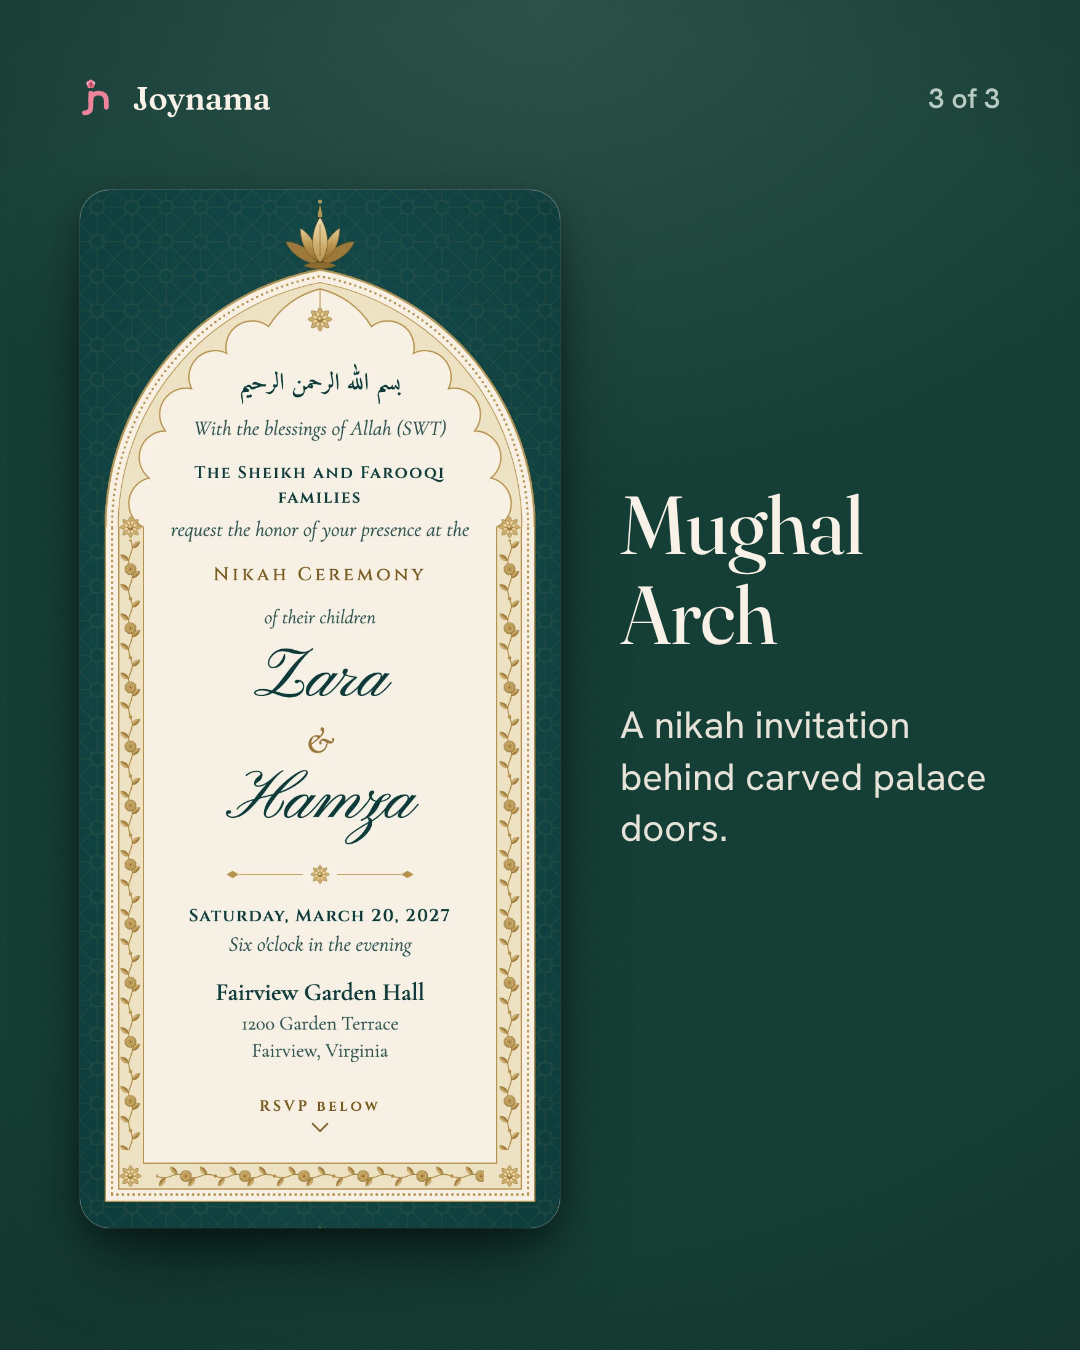 Joynama
3 of 3
بسم الله الرحمن الرحيم
With the blessings of Allah (SWT)
The Sheikh and Farooqi
families
request the honor of your presence at the
Nikah Ceremony
of their children
Zara
&
Hamza
Saturday, March 20, 2027
Six o'clock in the evening
Fairview Garden Hall
1200 Garden Terrace
Fairview, Virginia
RSVP below
Mughal
Arch
A nikah invitation
behind carved palace
doors.